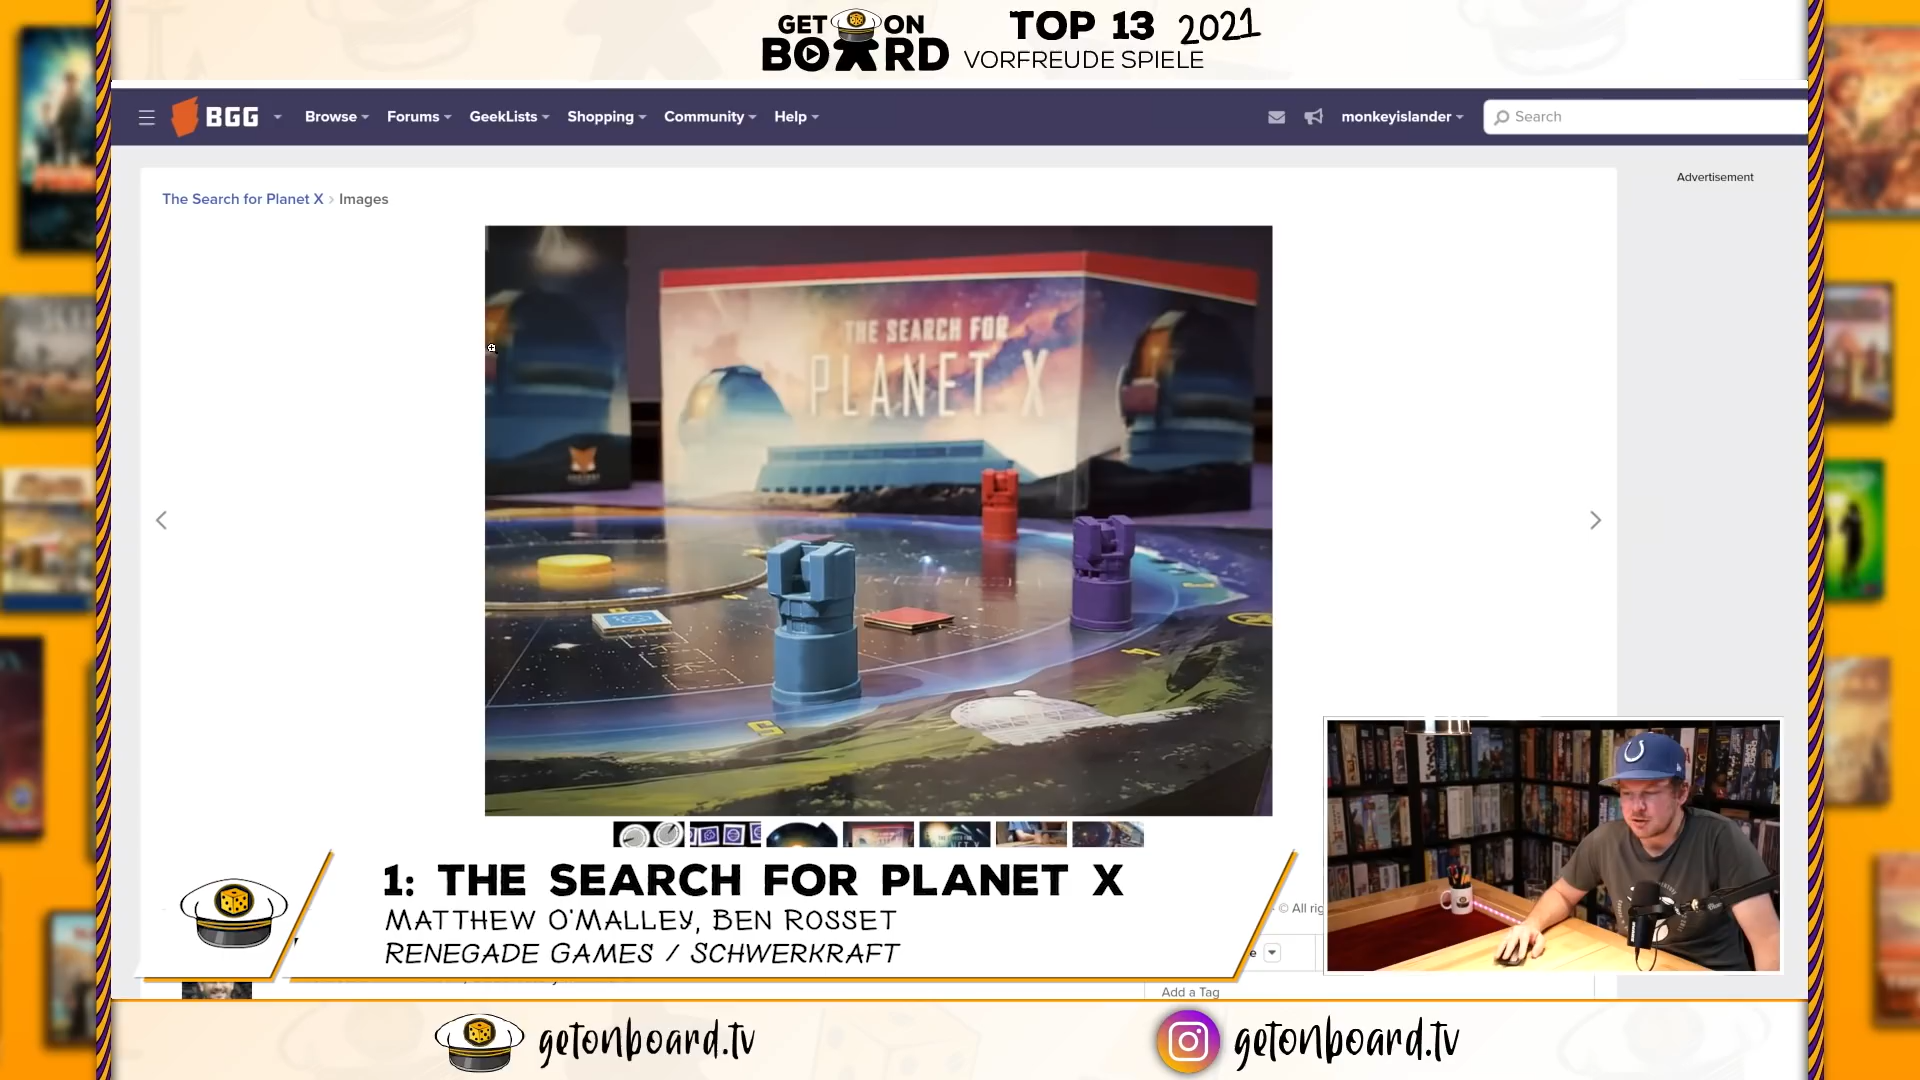 GET ON
BOARD
TOP 13 2021
VORFREUDE SPIELE
BGG
Browse
Forums
GeekLists
Shopping
Community
Help
monkeyislander
Search
The Search for Planet X › Images
Advertisement
THE SEARCH FOR
PLANET X
1: THE SEARCH FOR PLANET X
MATTHEW O'MALLEY, BEN ROSSET
RENEGADE GAMES / SCHWERKRAFT
© All rig
e
Add a Tag
getonboard.tv
getonboard.tv